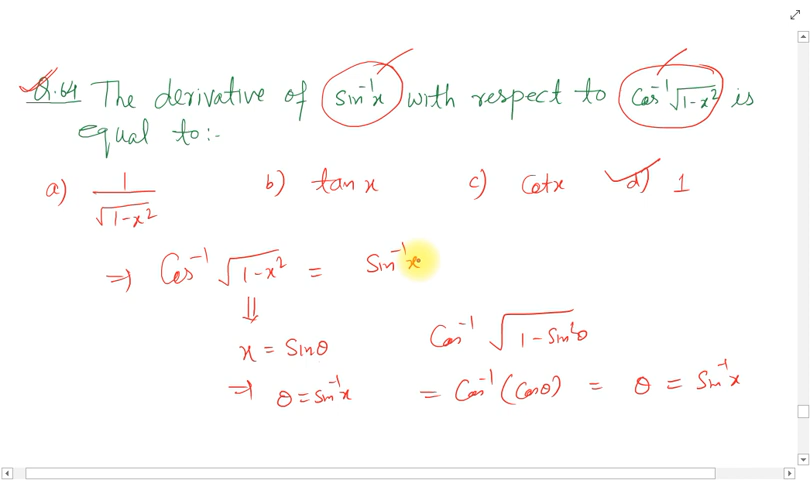 Q.64 The derivative of sin⁻¹x with respect to Cos⁻¹√(1-x²) is
equal to:-
a) 1/√(1-x²) b) tan x c) Cot x d) 1
⇒ Cos⁻¹ √(1-x²) = Sin⁻¹x
⇓
x = Sinθ Cos⁻¹ √(1-Sin²θ)
⇒ θ = Sin⁻¹x = Cos⁻¹(Cosθ) = θ = Sin⁻¹x